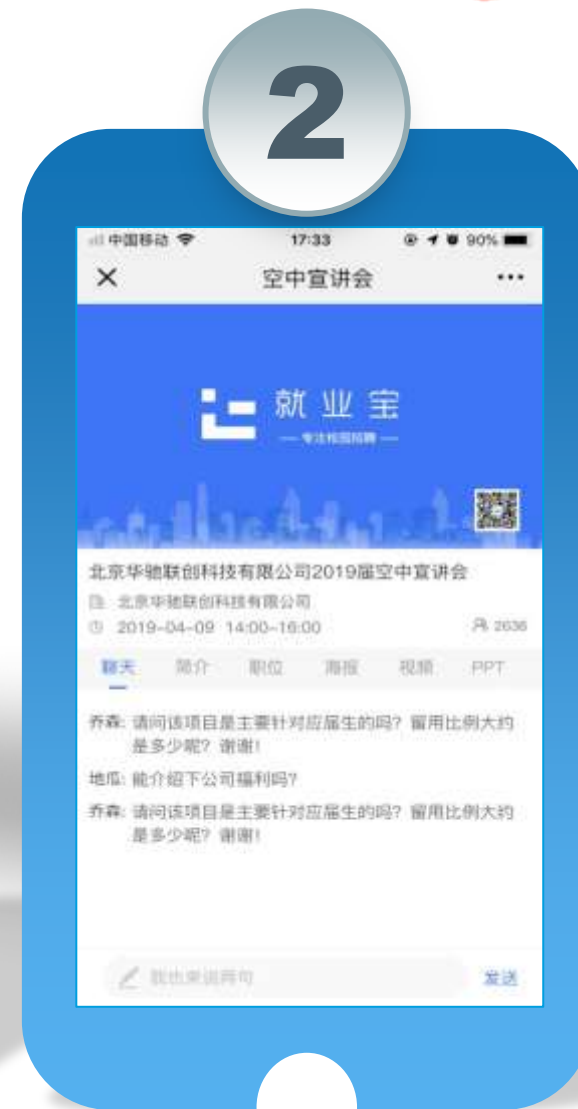 2
中国移动 17:33 90%
空中宣讲会
就业宝
专注校园招聘
北京华驰联创科技有限公司2019届空中宣讲会
北京华驰联创科技有限公司
2019-04-09 14:00-16:00 2636
聊天 简介 职位 海报 视频 PPT
乔森: 请问该项目是主要针对应届生的吗? 留用比例大约
是多少呢? 谢谢!
地瓜: 能介绍下公司福利吗?
乔森: 请问该项目是主要针对应届生的吗? 留用比例大约
是多少呢? 谢谢!
我也来说两句 发送